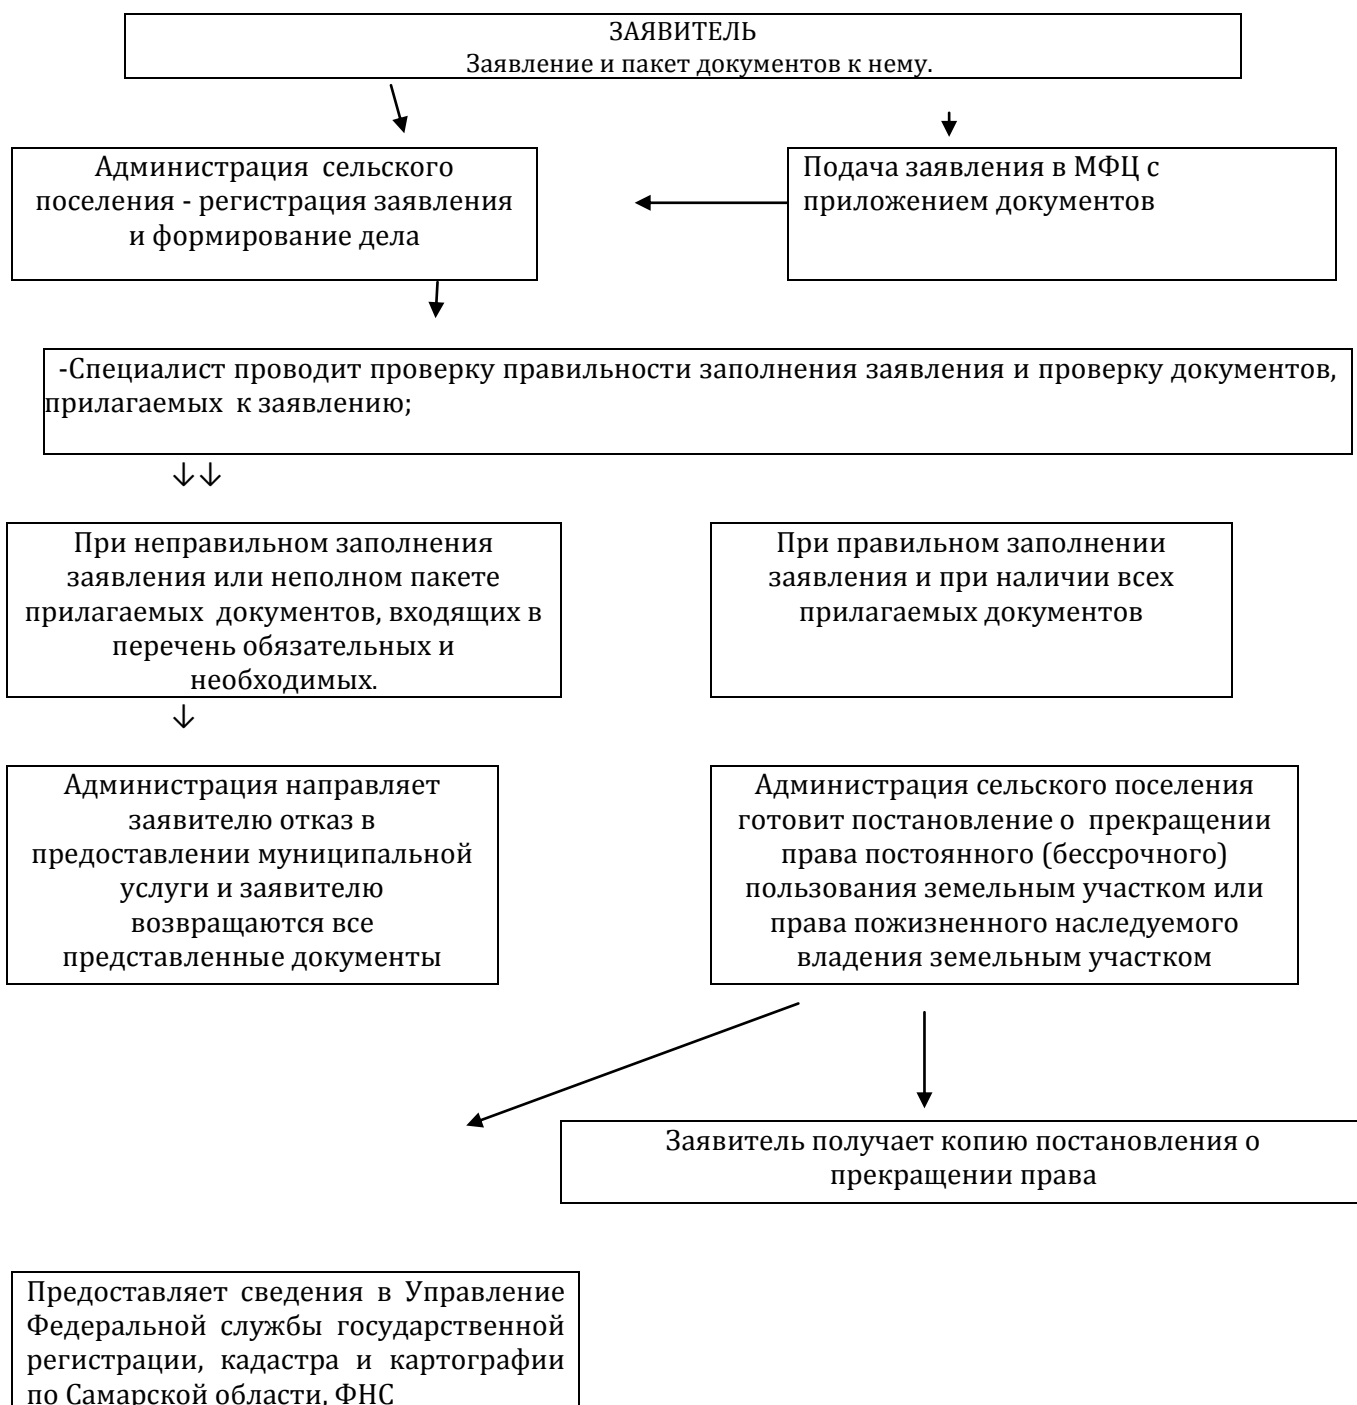 ЗАЯВИТЕЛЬ
Заявление и пакет документов к нему.
Администрация сельского
поселения - регистрация заявления
и формирование дела
Подача заявления в МФЦ с
приложением документов
-Специалист проводит проверку правильности заполнения заявления и проверку документов,
прилагаемых к заявлению;
↓↓
При неправильном заполнения
заявления или неполном пакете
прилагаемых документов, входящих в
перечень обязательных и
необходимых.
При правильном заполнении
заявления и при наличии всех
прилагаемых документов
↓
Администрация направляет
заявителю отказ в
предоставлении муниципальной
услуги и заявителю
возвращаются все
представленные документы
Администрация сельского поселения
готовит постановление о прекращении
права постоянного (бессрочного)
пользования земельным участком или
права пожизненного наследуемого
владения земельным участком
Заявитель получает копию постановления о
прекращении права
Предоставляет сведения в Управление
Федеральной службы государственной
регистрации, кадастра и картографии
по Самарской области, ФНС